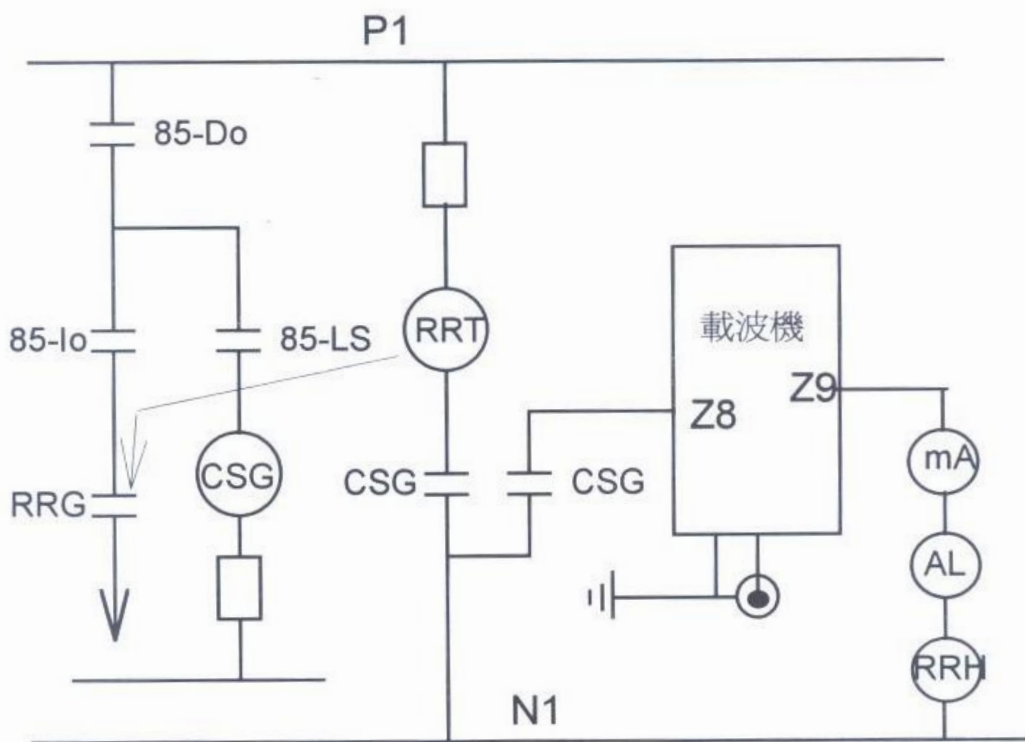 P1
85-Do
85-Io
85-LS
RRT
載波機
Z8
Z9
CSG
CSG
CSG
RRG
mA
AL
RRH
N1